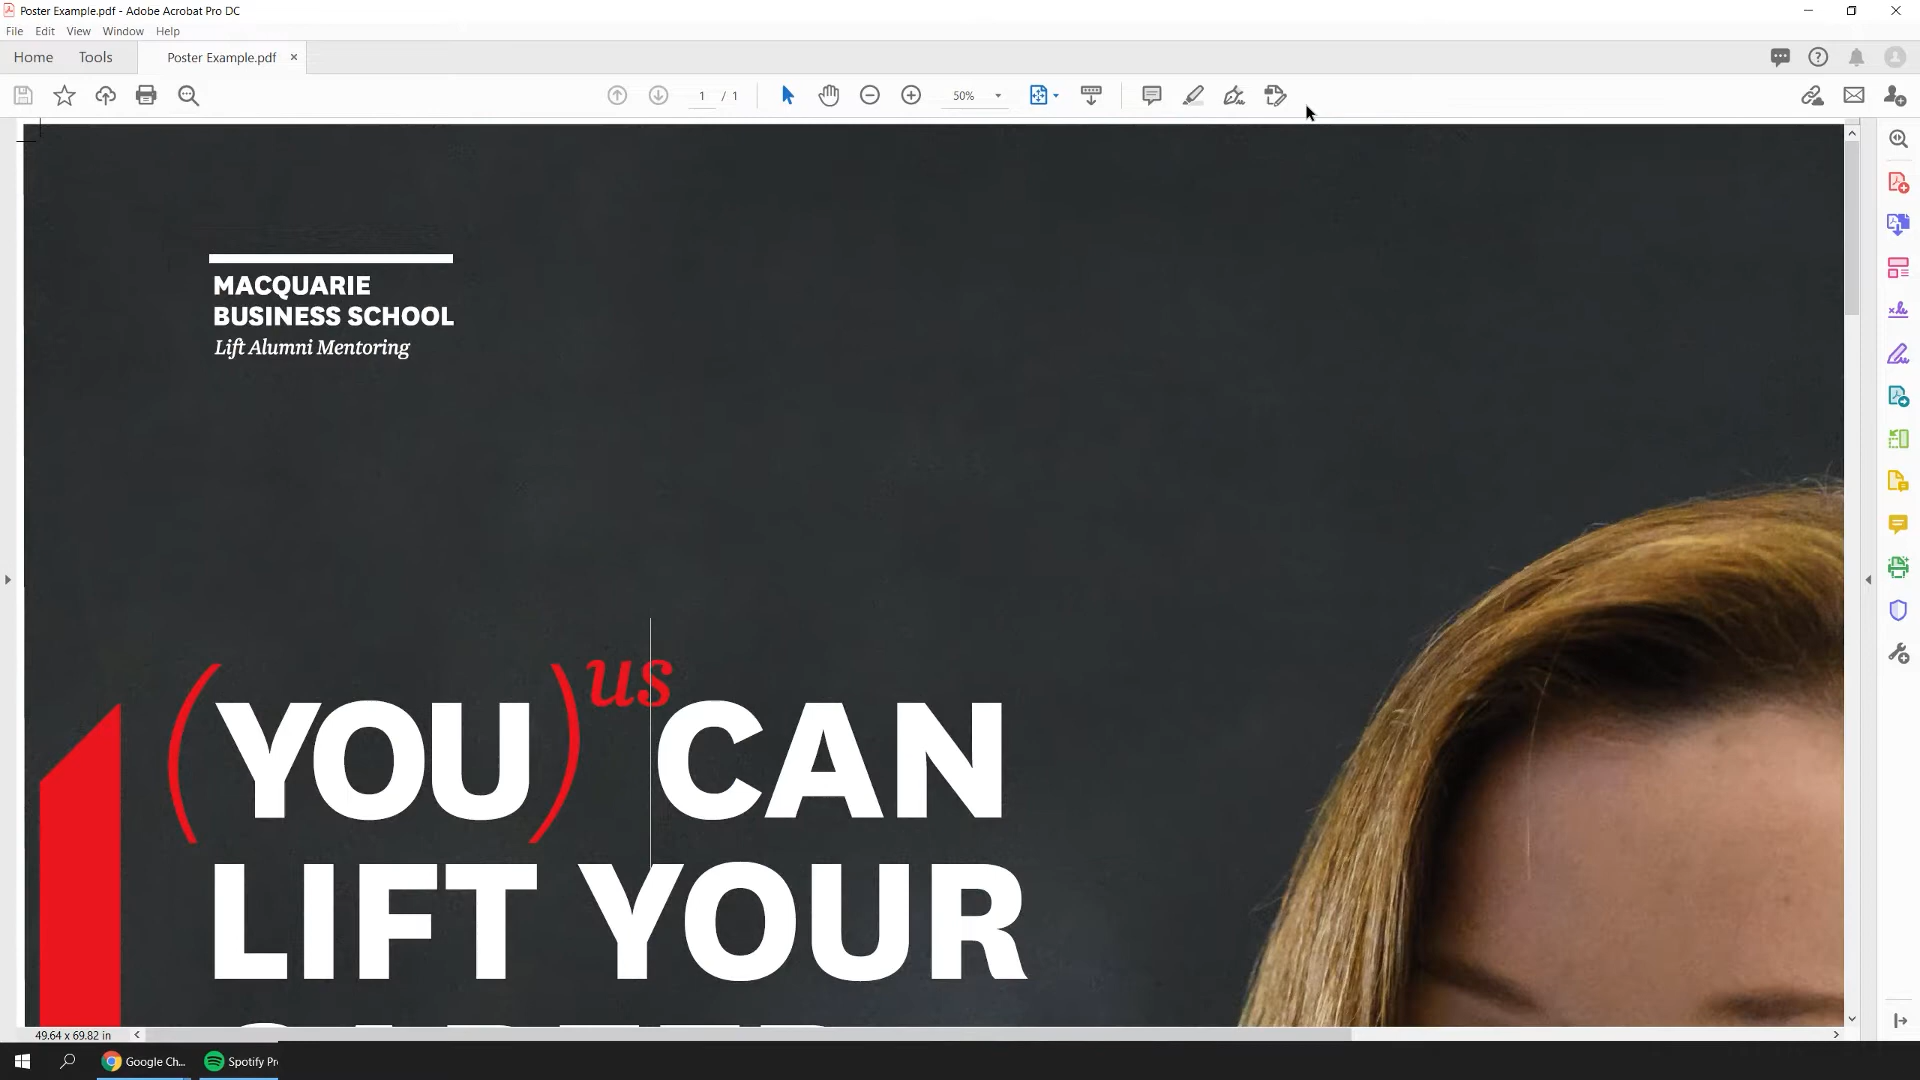 Poster Example.pdf - Adobe Acrobat Pro DC
File Edit View Window Help
Home Tools Poster Example.pdf ×
1 / 1 50%
MACQUARIE
BUSINESS SCHOOL
Lift Alumni Mentoring
(YOU)us CAN
LIFT YOUR
49.64 x 69.82 in
Google Ch... Spotify Pr